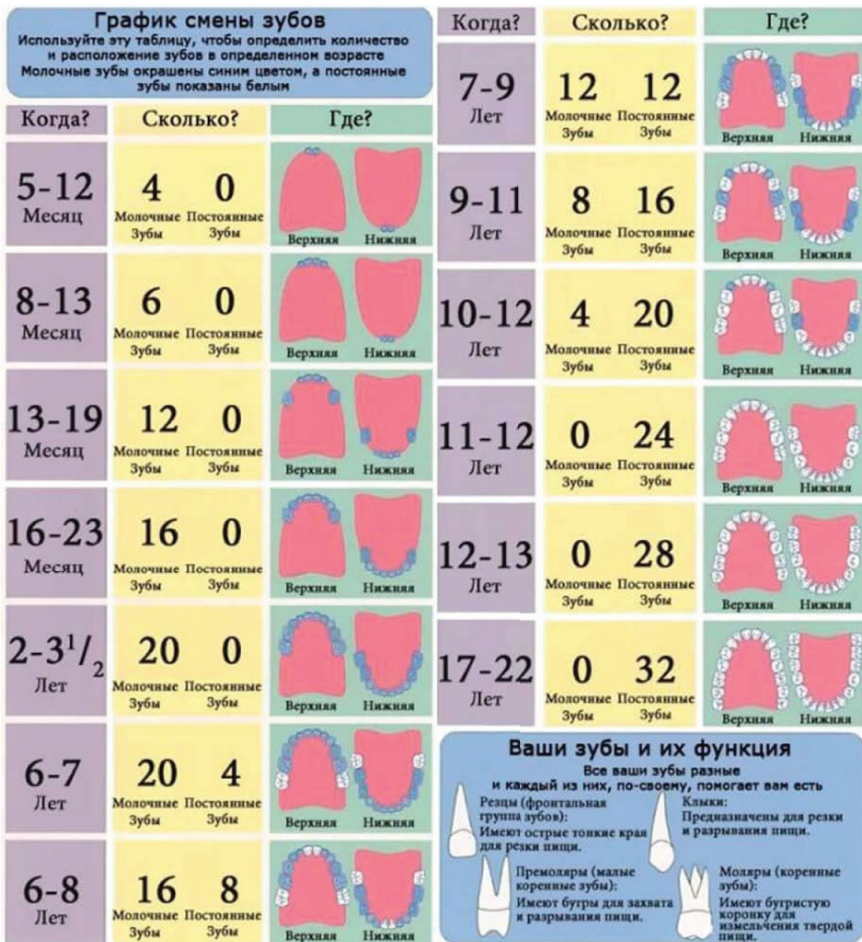 График смены зубов
Используйте эту таблицу, чтобы определить количество
и расположение зубов в определенном возрасте
Молочные зубы окрашены синим цветом, а постоянные
зубы показаны белым
Когда? Сколько? Где?
5-12 4 0
Месяц Молочные Постоянные
Зубы Зубы
Верхняя Нижняя
8-13 6 0
Месяц Молочные Постоянные
Зубы Зубы
Верхняя Нижняя
13-19 12 0
Месяц Молочные Постоянные
Зубы Зубы
Верхняя Нижняя
16-23 16 0
Месяц Молочные Постоянные
Зубы Зубы
Верхняя Нижняя
2-3 1/2 20 0
Лет Молочные Постоянные
Зубы Зубы
Верхняя Нижняя
6-7 20 4
Лет Молочные Постоянные
Зубы Зубы
Верхняя Нижняя
6-8 16 8
Лет Молочные Постоянные
Зубы Зубы
Верхняя Нижняя
Когда? Сколько? Где?
7-9 12 12
Лет Молочные Постоянные
Зубы Зубы
Верхняя Нижняя
9-11 8 16
Лет Молочные Постоянные
Зубы Зубы
Верхняя Нижняя
10-12 4 20
Лет Молочные Постоянные
Зубы Зубы
Верхняя Нижняя
11-12 0 24
Лет Молочные Постоянные
Зубы Зубы
Верхняя Нижняя
12-13 0 28
Лет Молочные Постоянные
Зубы Зубы
Верхняя Нижняя
17-22 0 32
Лет Молочные Постоянные
Зубы Зубы
Верхняя Нижняя
Ваши зубы и их функция
Все ваши зубы разные
и каждый из них, по-своему, помогает вам есть
Резцы (фронтальная
группа зубов):
Имеют острые тонкие края
для резки пищи.
Клыки:
Предназначены для резки
и разрывания пищи.
Премоляры (малые
коренные зубы):
Имеют бугры для захвата
и разрывания пищи.
Моляры (коренные
зубы):
Имеют бугристую
коронку для
измельчения твердой
пищи.